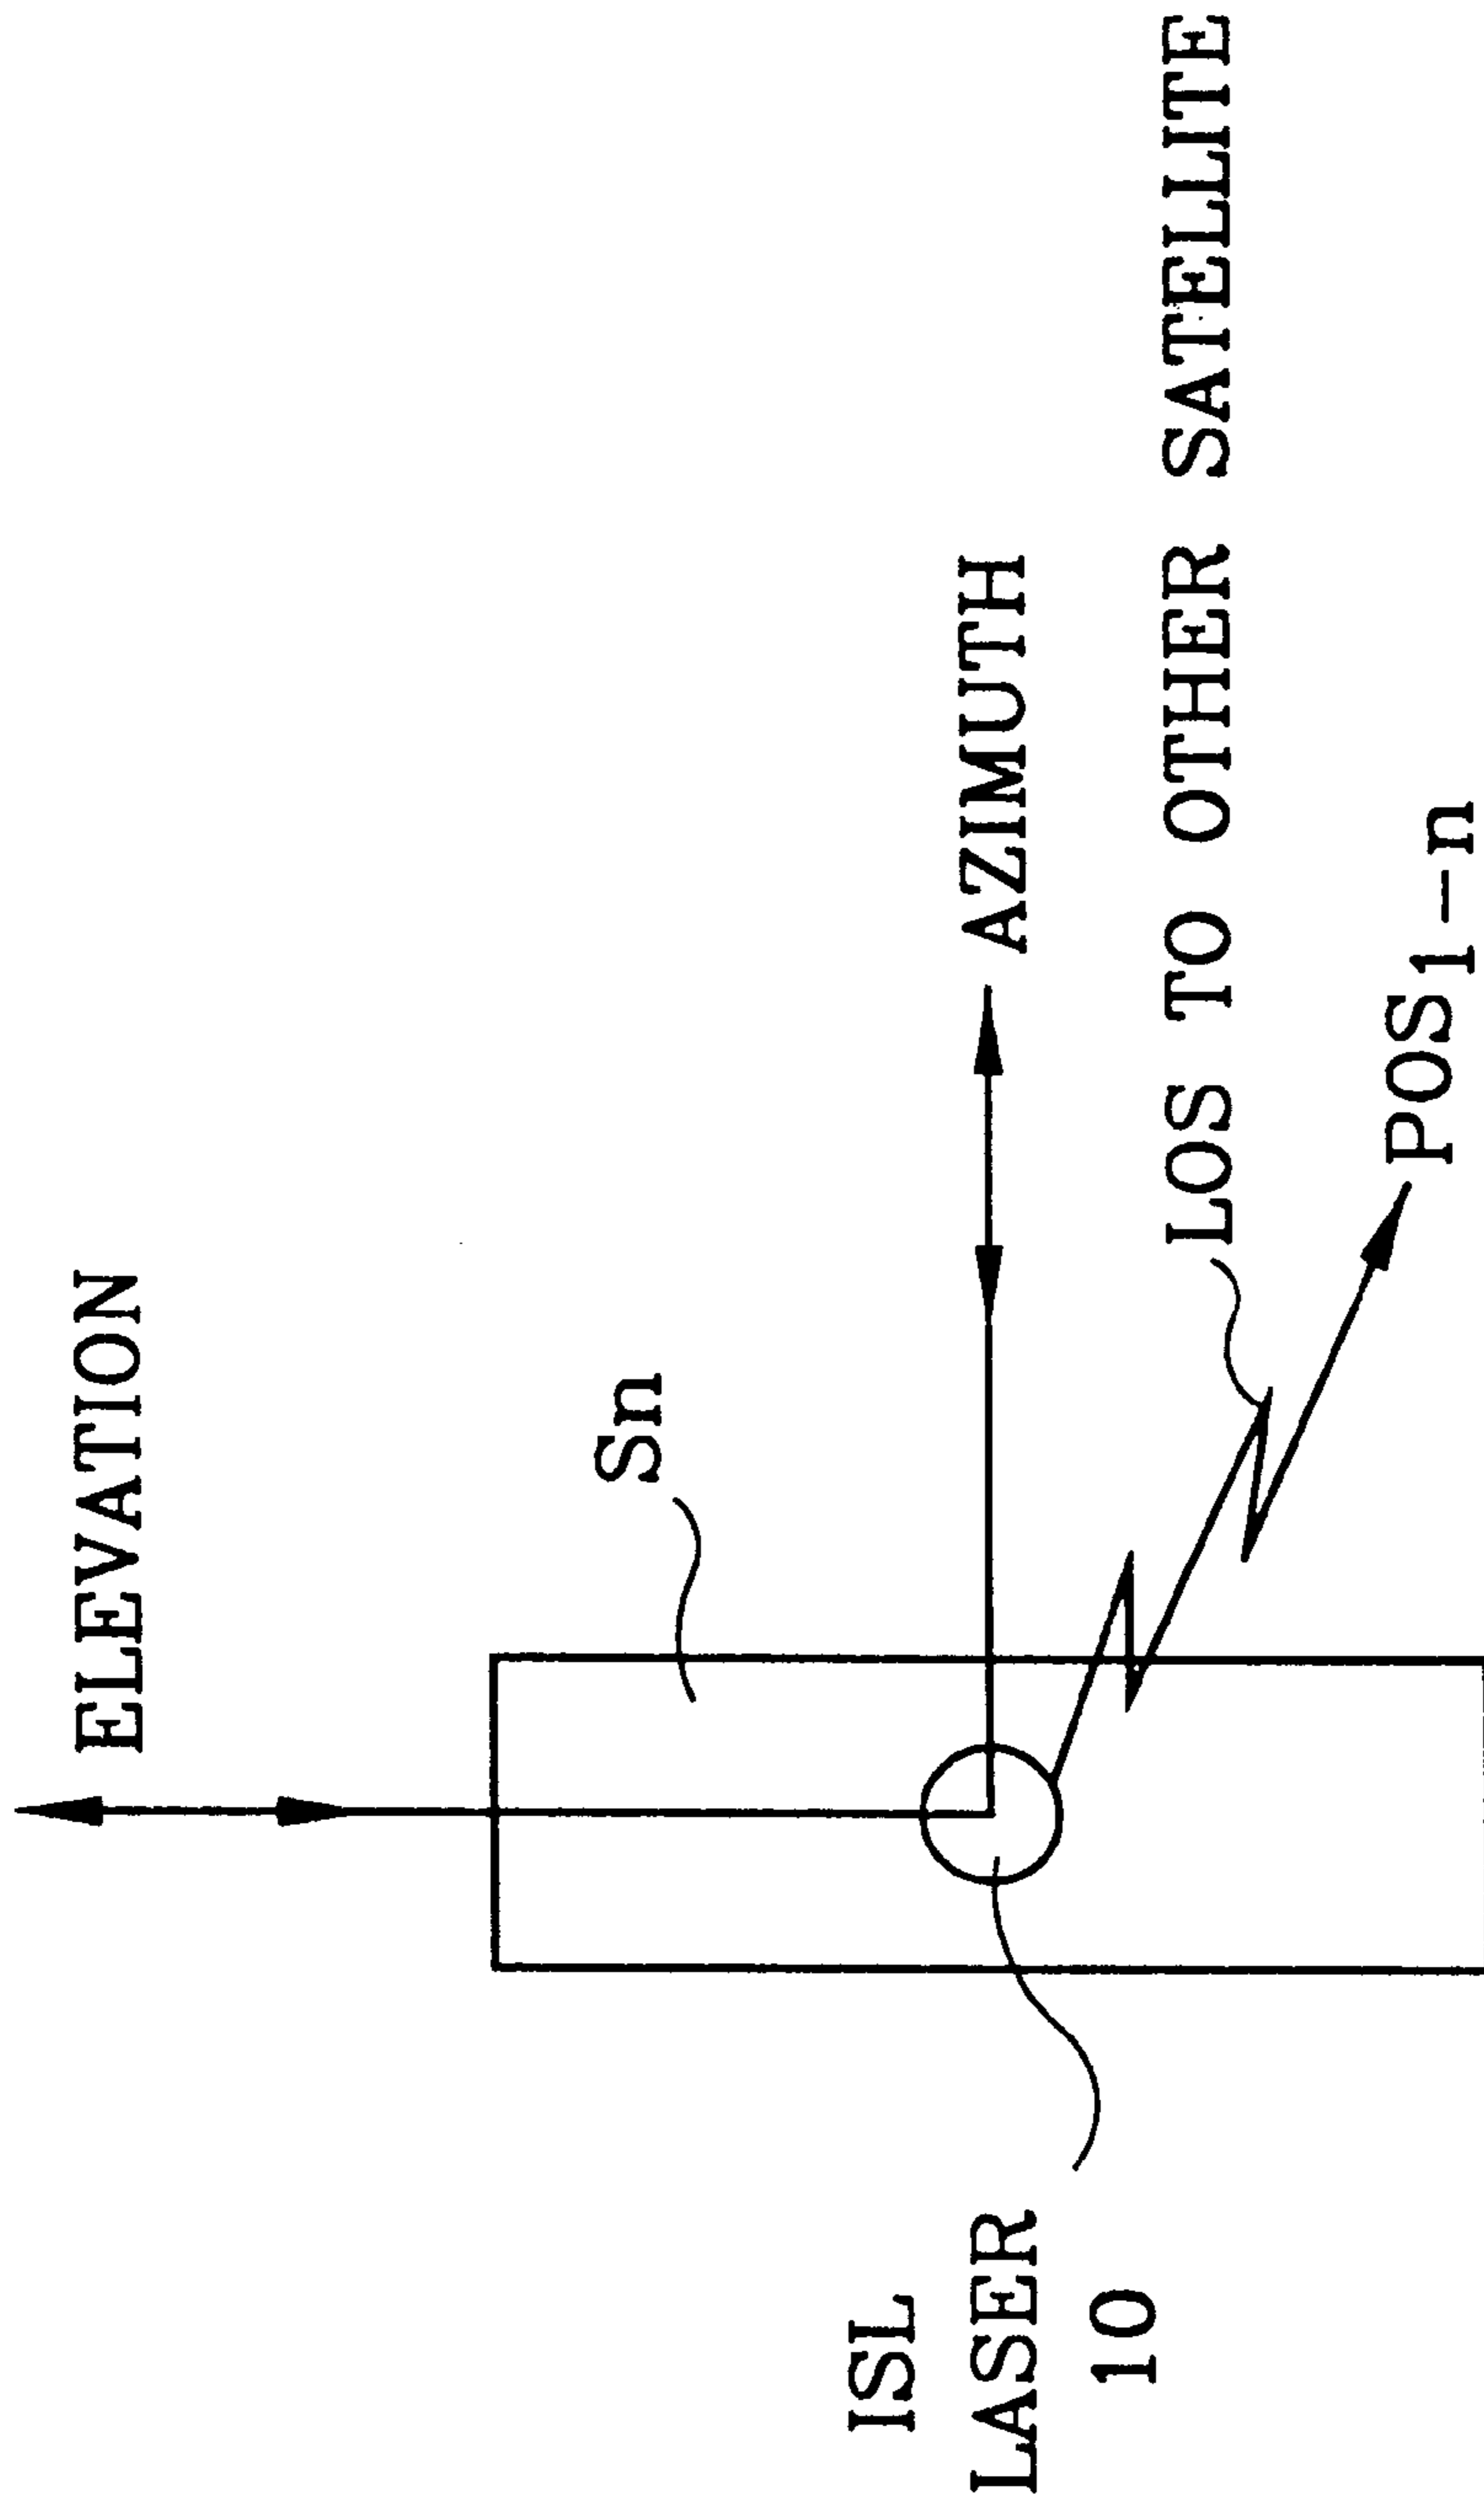 ELEVATION
Sn
ISL
LASER
10
AZIMUTH
LOS TO OTHER SATELLITE
POS1-n